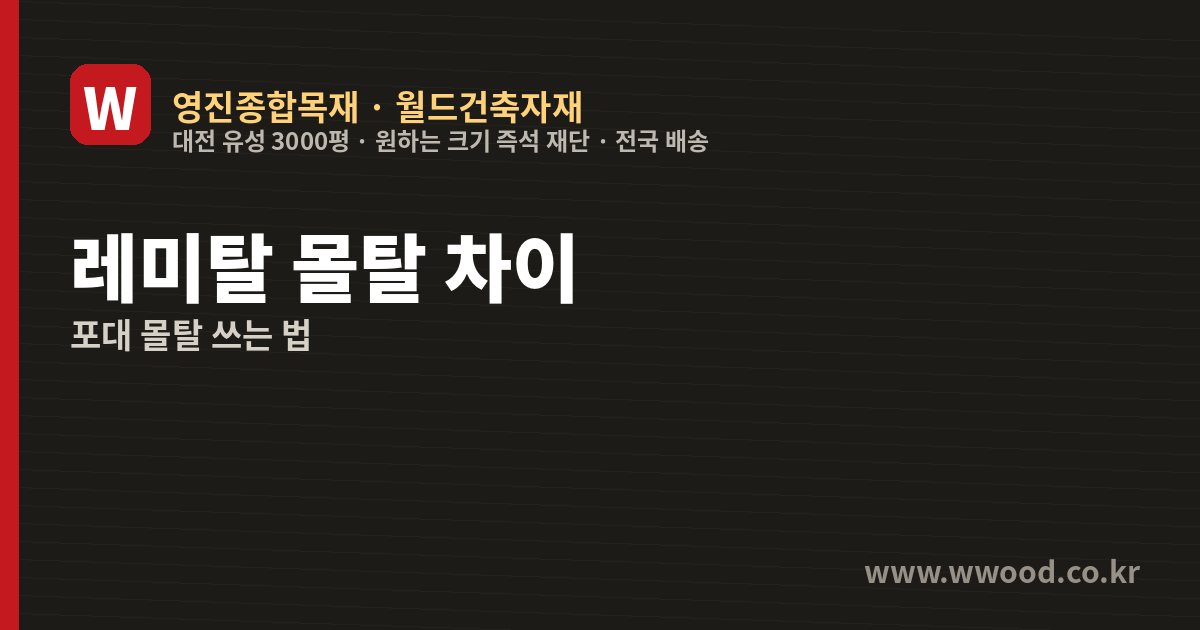 W
영진종합목재 · 월드건축자재
대전 유성 3000평 · 원하는 크기 즉석 재단 · 전국 배송
레미탈 몰탈 차이
포대 몰탈 쓰는 법
www.wwood.co.kr